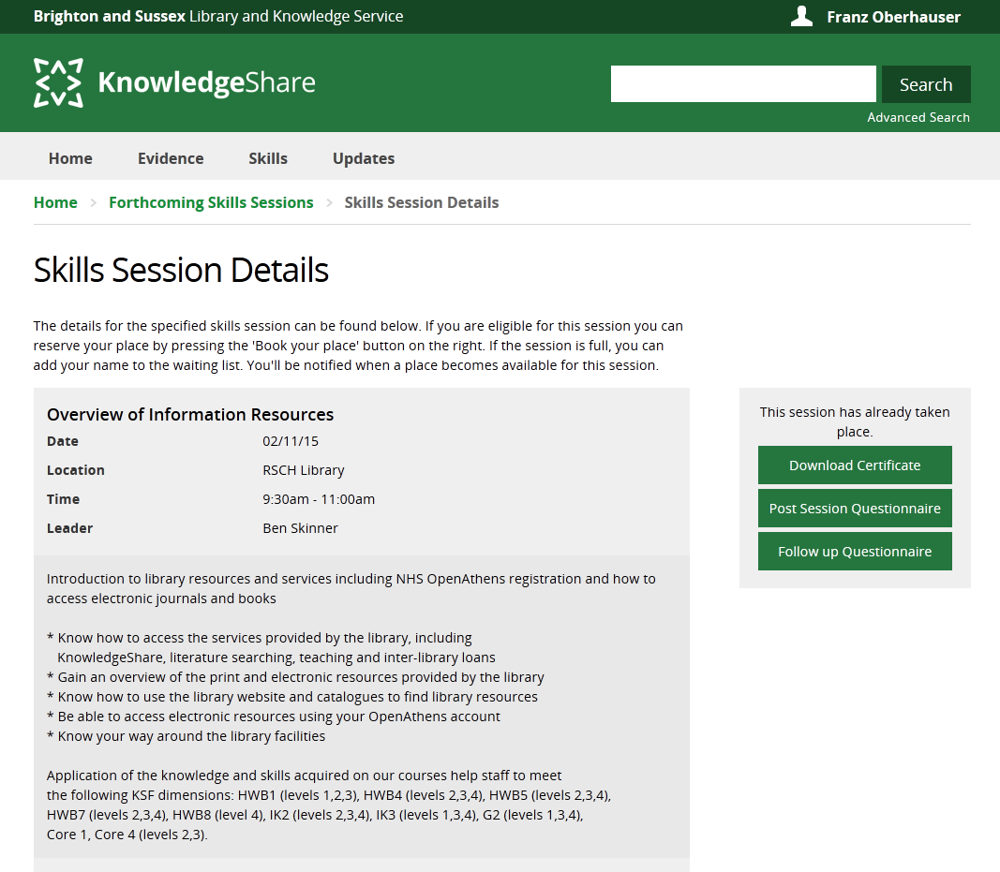 Brighton and Sussex Library and Knowledge Service
Franz Oberhauser
KnowledgeShare
Search
Advanced Search
Home Evidence Skills Updates
Home > Forthcoming Skills Sessions > Skills Session Details
Skills Session Details
The details for the specified skills session can be found below. If you are eligible for this session you can
reserve your place by pressing the 'Book your place' button on the right. If the session is full, you can
add your name to the waiting list. You'll be notified when a place becomes available for this session.
Overview of Information Resources
Date 02/11/15
Location RSCH Library
Time 9:30am - 11:00am
Leader Ben Skinner
Introduction to library resources and services including NHS OpenAthens registration and how to
access electronic journals and books
* Know how to access the services provided by the library, including
KnowledgeShare, literature searching, teaching and inter-library loans
* Gain an overview of the print and electronic resources provided by the library
* Know how to use the library website and catalogues to find library resources
* Be able to access electronic resources using your OpenAthens account
* Know your way around the library facilities
Application of the knowledge and skills acquired on our courses help staff to meet
the following KSF dimensions: HWB1 (levels 1,2,3), HWB4 (levels 2,3,4), HWB5 (levels 2,3,4),
HWB7 (levels 2,3,4), HWB8 (level 4), IK2 (levels 2,3,4), IK3 (levels 1,3,4), G2 (levels 1,3,4),
Core 1, Core 4 (levels 2,3).
This session has already taken
place.
Download Certificate
Post Session Questionnaire
Follow up Questionnaire